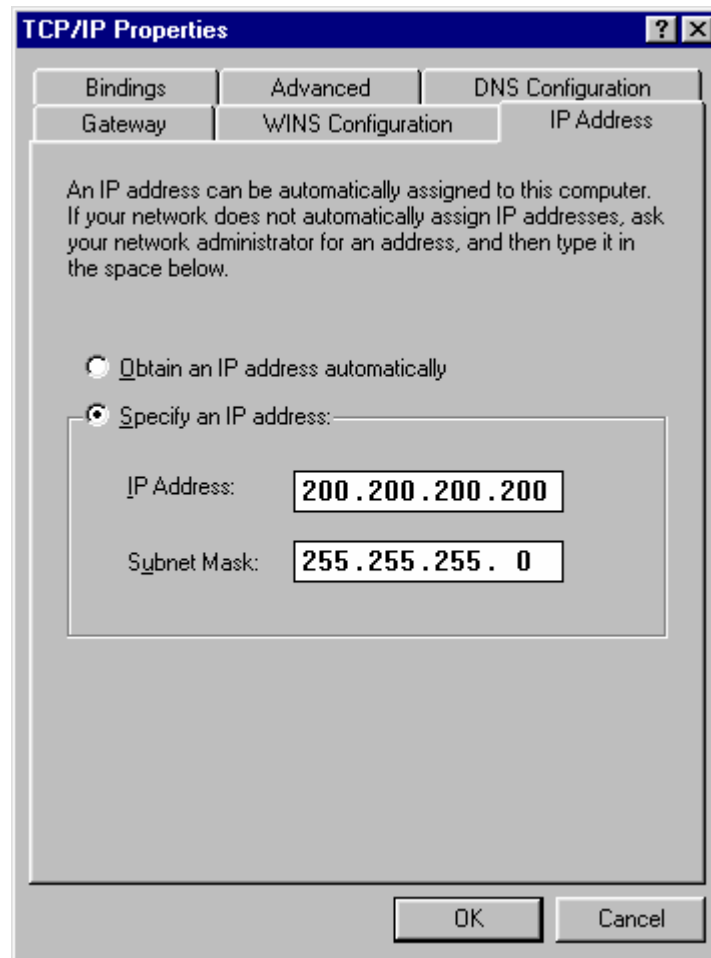 TCP/IP Properties
? X
Bindings Advanced DNS Configuration
Gateway WINS Configuration IP Address
An IP address can be automatically assigned to this computer.
If your network does not automatically assign IP addresses, ask
your network administrator for an address, and then type it in
the space below.
Obtain an IP address automatically
Specify an IP address:
IP Address: 200.200.200.200
Subnet Mask: 255.255.255. 0
OK Cancel